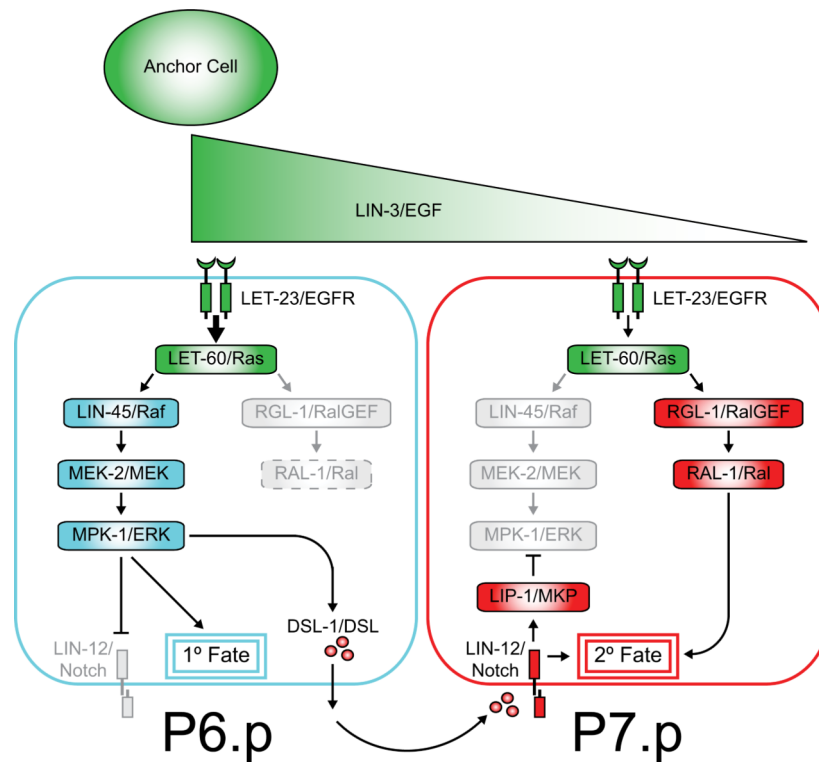 Anchor Cell
LIN-3/EGF
LET-23/EGFR
LET-60/Ras
LIN-45/Raf
RGL-1/RalGEF
MEK-2/MEK
RAL-1/Ral
MPK-1/ERK
DSL-1/DSL
LIN-12/
Notch
1º Fate
P6.p
LET-23/EGFR
LET-60/Ras
LIN-45/Raf
RGL-1/RalGEF
MEK-2/MEK
RAL-1/Ral
MPK-1/ERK
LIP-1/MKP
LIN-12/
Notch
2º Fate
P7.p